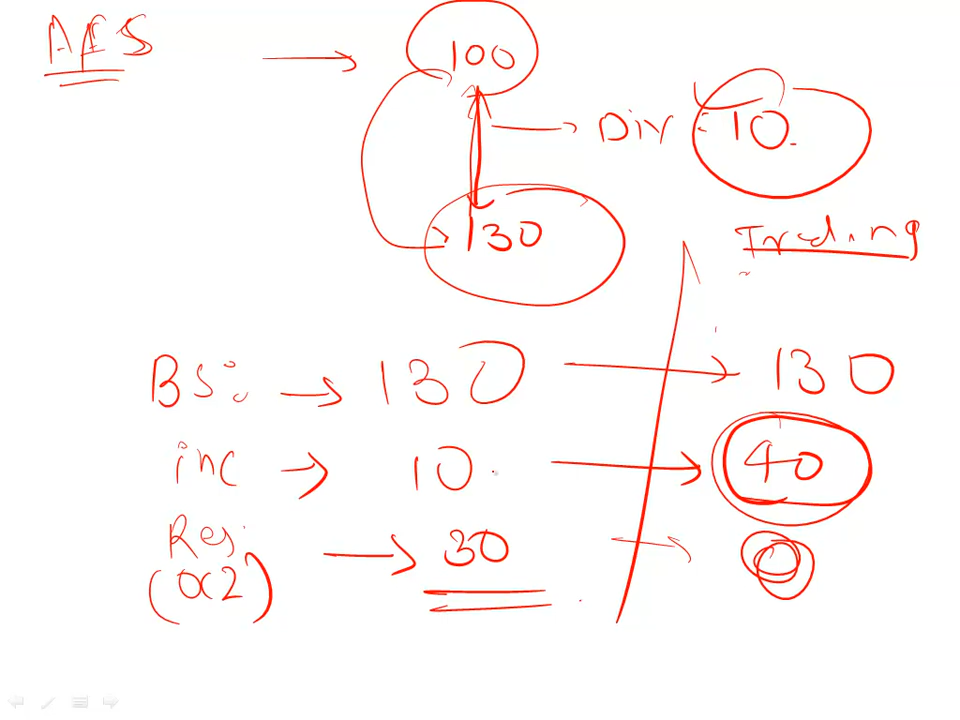 AFS → 100
→ Div : 10.
130
Trading
BS: → 130 → 130
inc → 10. → 40
Res: → 30 → 0
(OCI)